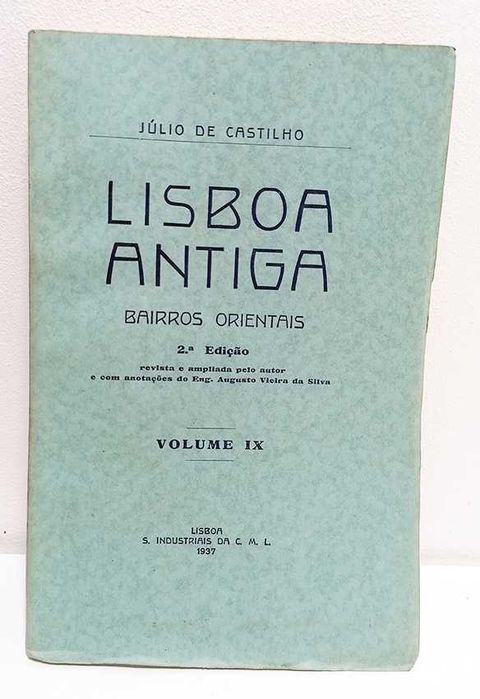 JÚLIO DE CASTILHO
LISBOA
ANTIGA
BAIRROS ORIENTAIS
2.ª Edição
revista e ampliada pelo autor
e com anotações do Eng. Augusto Vieira da Silva
VOLUME IX
LISBOA
S. INDUSTRIAIS DA C. M. L.
1937